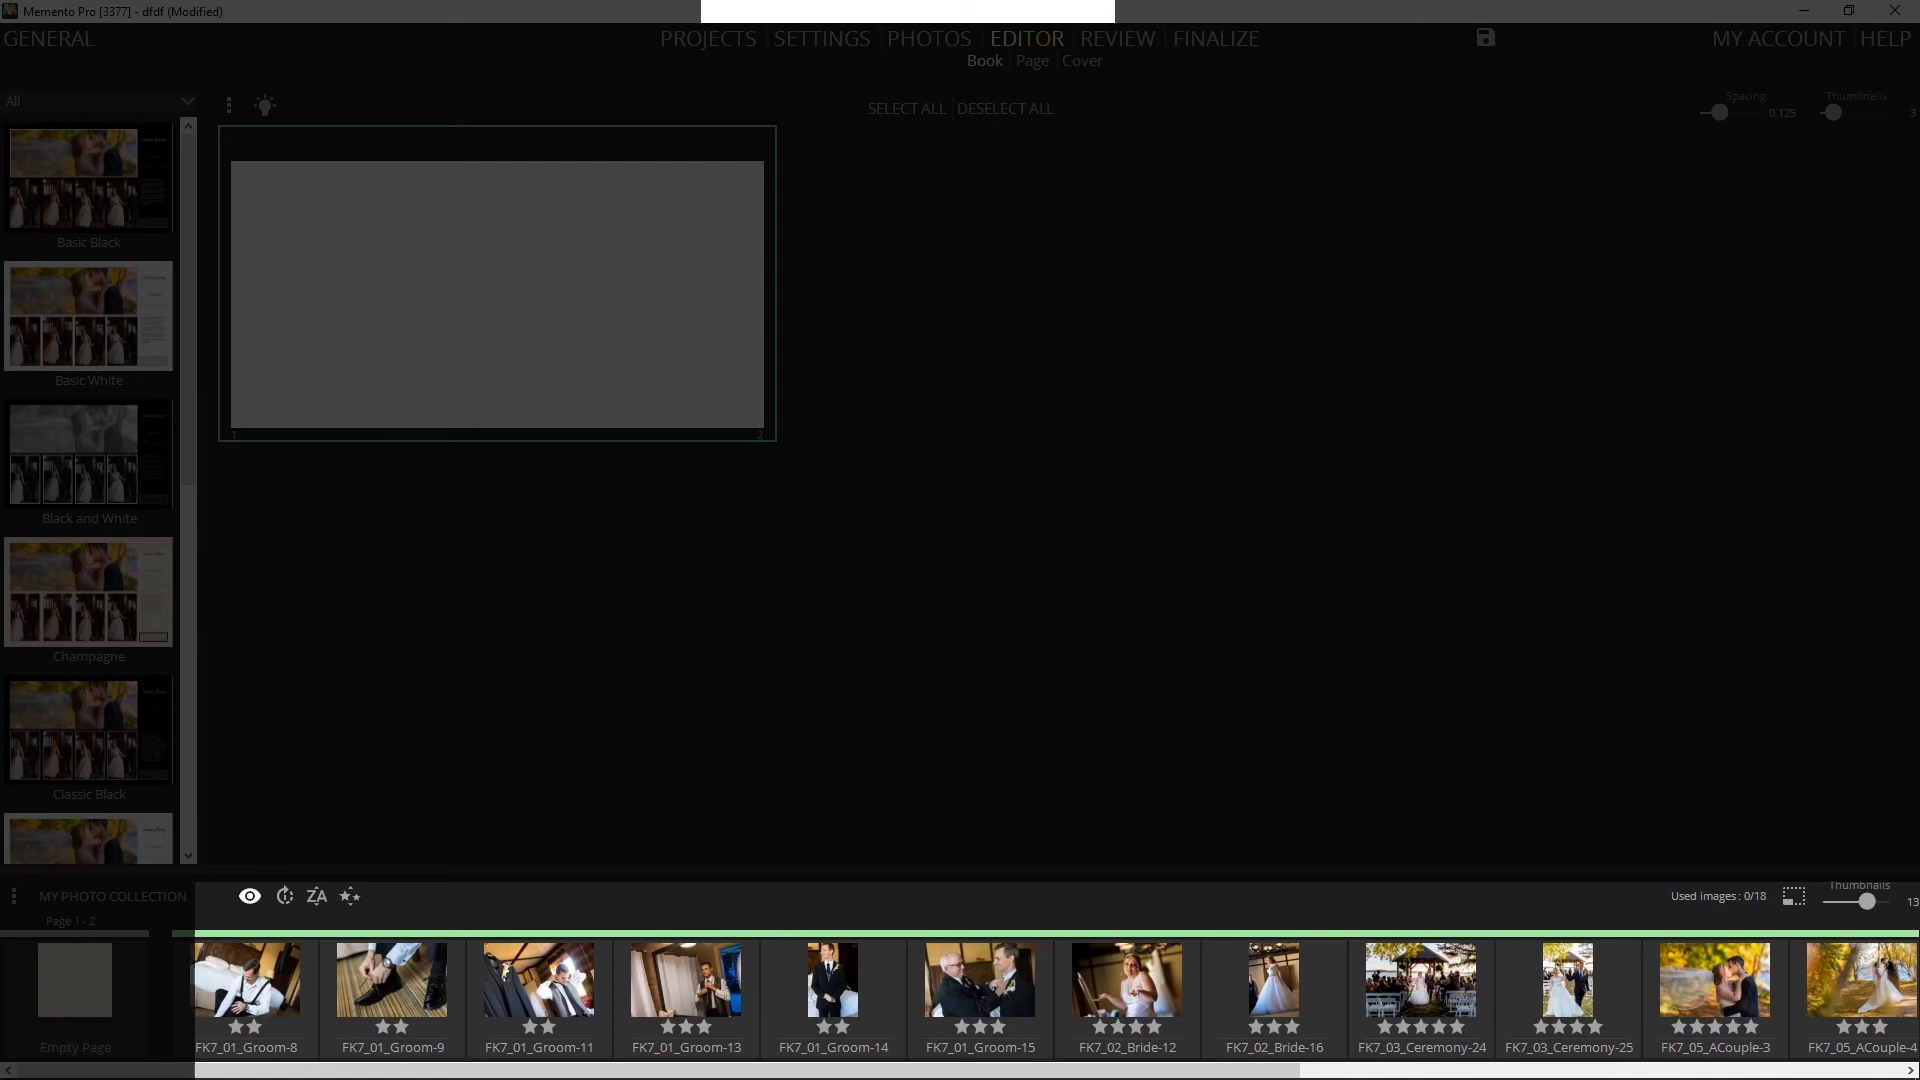 Memento Pro [3377] - dfdf (Modified)
GENERAL
PROJECTS SETTINGS PHOTOS EDITOR REVIEW FINALIZE
MY ACCOUNT HELP
Book Page Cover
All
SELECT ALL DESELECT ALL
Spacing
0.125
Thumbnails
3
Basic Black
Basic White
Black and White
Champagne
Classic Black
1
2
MY PHOTO COLLECTION
ZA
Used images : 0/18
Thumbnails
13
Page 1 - 2
Empty Page
FK7_01_Groom-8
FK7_01_Groom-9
FK7_01_Groom-11
FK7_01_Groom-13
FK7_01_Groom-14
FK7_01_Groom-15
FK7_02_Bride-12
FK7_02_Bride-16
FK7_03_Ceremony-24
FK7_03_Ceremony-25
FK7_05_ACouple-3
FK7_05_ACouple-4